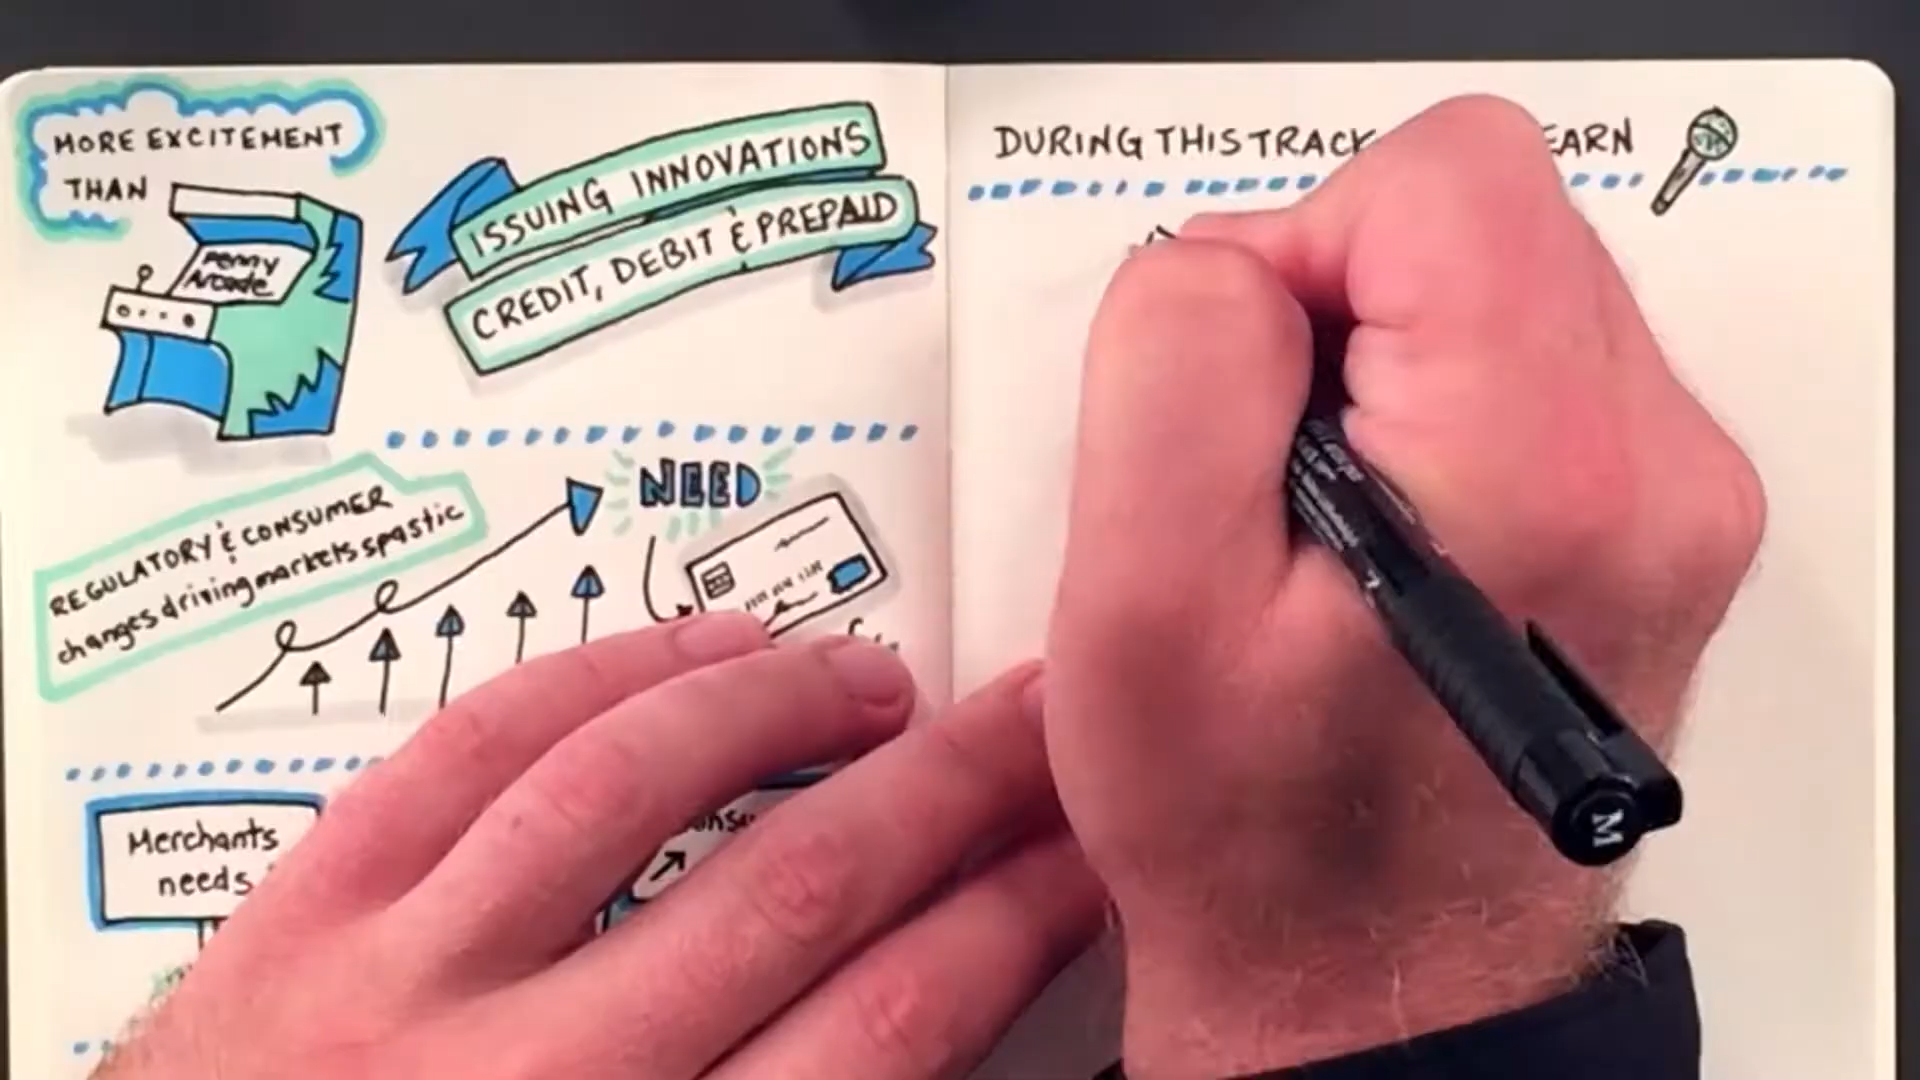 MORE EXCITEMENT
THAN
Penny
Arcade
ISSUING INNOVATIONS
CREDIT, DEBIT & PREPAID
REGULATORY & CONSUMER
changes driving markets spastic
NEED
Merchants
needs
DURING THIS TRACK
M